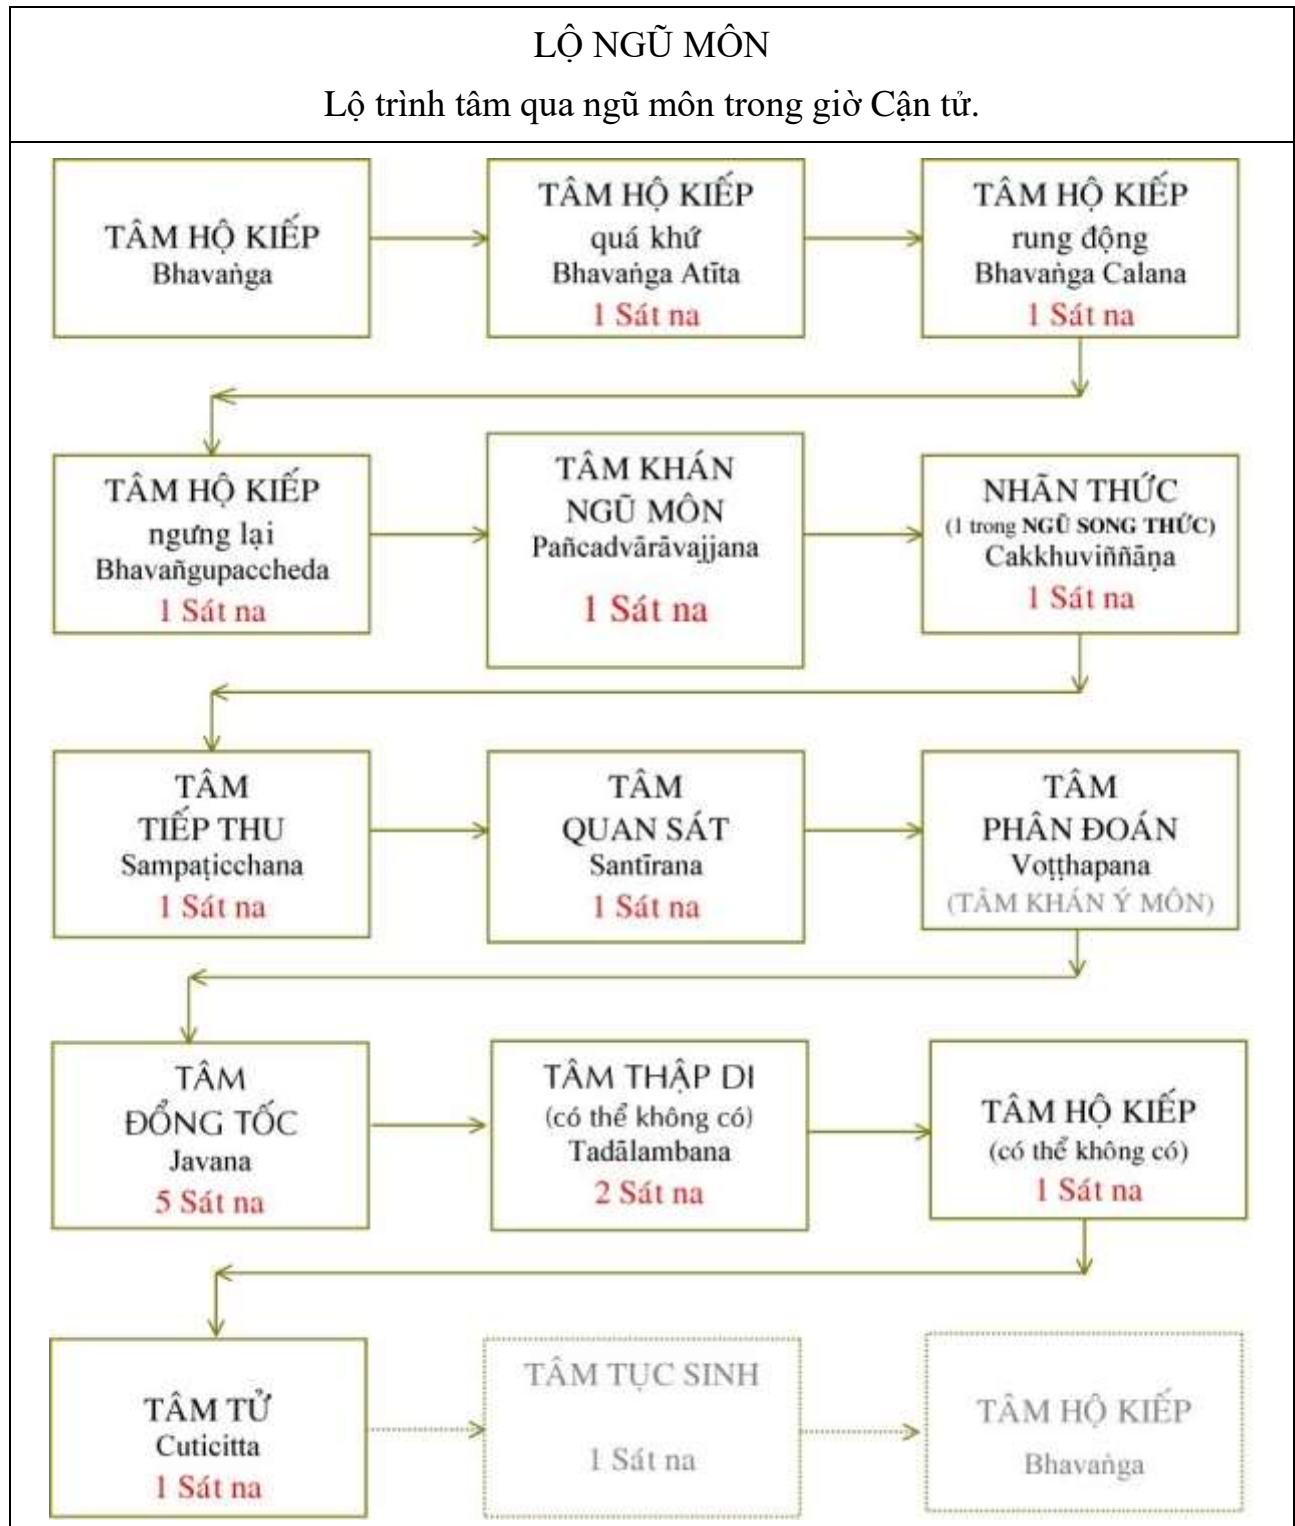 LỘ NGŨ MÔN
Lộ trình tâm qua ngũ môn trong giờ Cận tử.
TÂM HỘ KIẾP
Bhavaṅga
TÂM HỘ KIẾP
quá khứ
Bhavaṅga Atīta
1 Sát na
TÂM HỘ KIẾP
rung động
Bhavaṅga Calana
1 Sát na
TÂM HỘ KIẾP
ngưng lại
Bhavañgupaccheda
1 Sát na
TÂM KHÁN
NGŨ MÔN
Pañcadvārāvajjana
1 Sát na
NHÃN THỨC
(1 trong NGŨ SONG THỨC)
Cakkhuviññāṇa
1 Sát na
TÂM
TIẾP THU
Sampaṭicchana
1 Sát na
TÂM
QUAN SÁT
Santīrana
1 Sát na
TÂM
PHÂN ĐOÁN
Voṭṭhapana
(TÂM KHÁN Ý MÔN)
TÂM
ĐỔNG TỐC
Javana
5 Sát na
TÂM THẬP DI
(có thể không có)
Tadālambana
2 Sát na
TÂM HỘ KIẾP
(có thể không có)
1 Sát na
TÂM TỬ
Cuticitta
1 Sát na
TÂM TỤC SINH
1 Sát na
TÂM HỘ KIẾP
Bhavaṅga